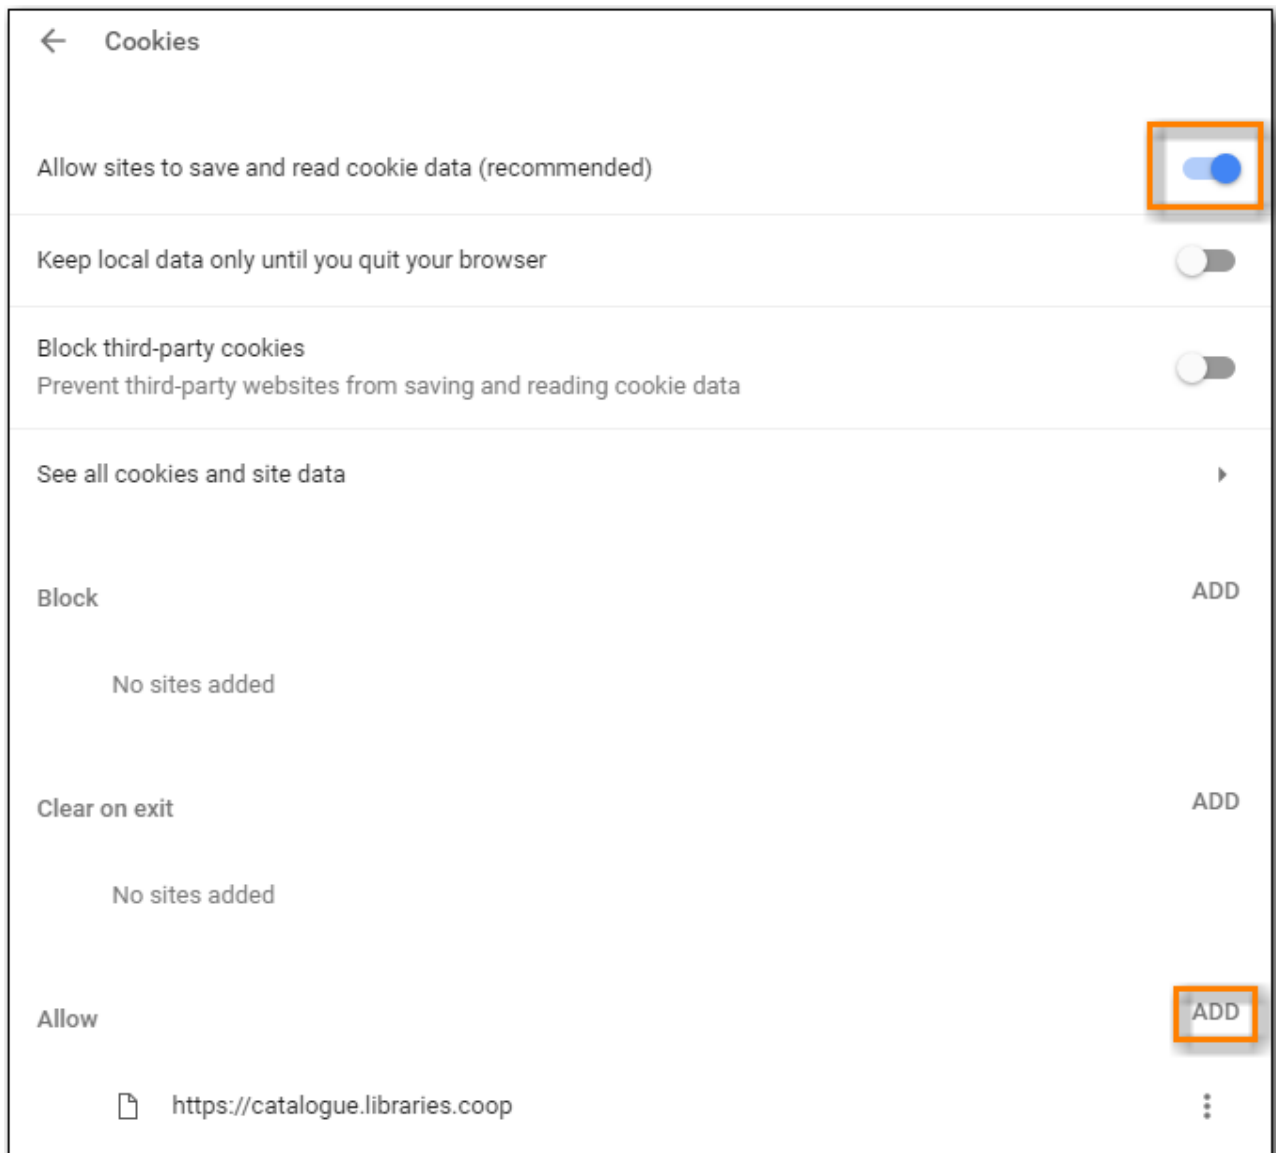 Cookies
Allow sites to save and read cookie data (recommended)
Keep local data only until you quit your browser
Block third-party cookies
Prevent third-party websites from saving and reading cookie data
See all cookies and site data
Block ADD
No sites added
Clear on exit ADD
No sites added
Allow ADD
https://catalogue.libraries.coop